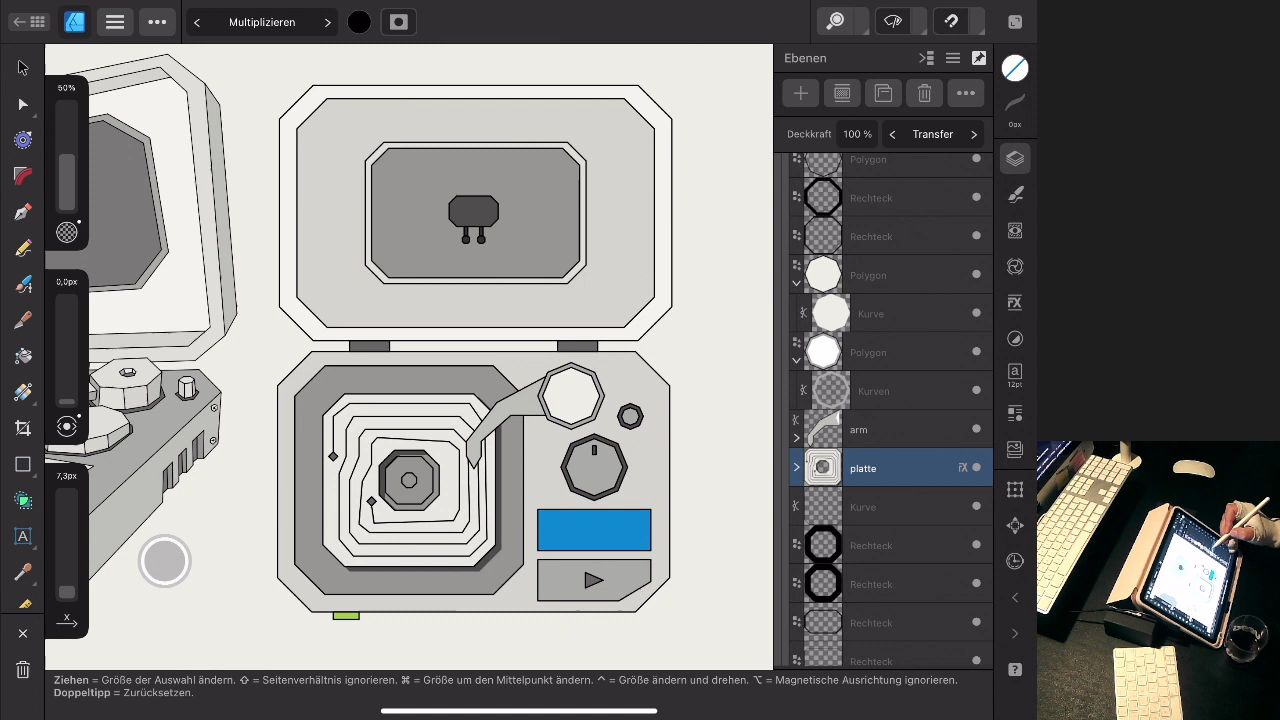 Multiplizieren
Ebenen
50%
Deckkraft 100 % Transfer
0px
Polygon
Rechteck
Rechteck
Polygon
Kurve
Polygon
Kurven
arm
platte FX
Kurve
Rechteck
Rechteck
Rechteck
Rechteck
0,0px
7,3px
A
X
FX
a
12pt
?
Ziehen = Größe der Auswahl ändern. ⇧ = Seitenverhältnis ignorieren. ⌘ = Größe um den Mittelpunkt ändern. ^ = Größe ändern und drehen. ⌥ = Magnetische Ausrichtung ignorieren.
Doppeltipp = Zurücksetzen.